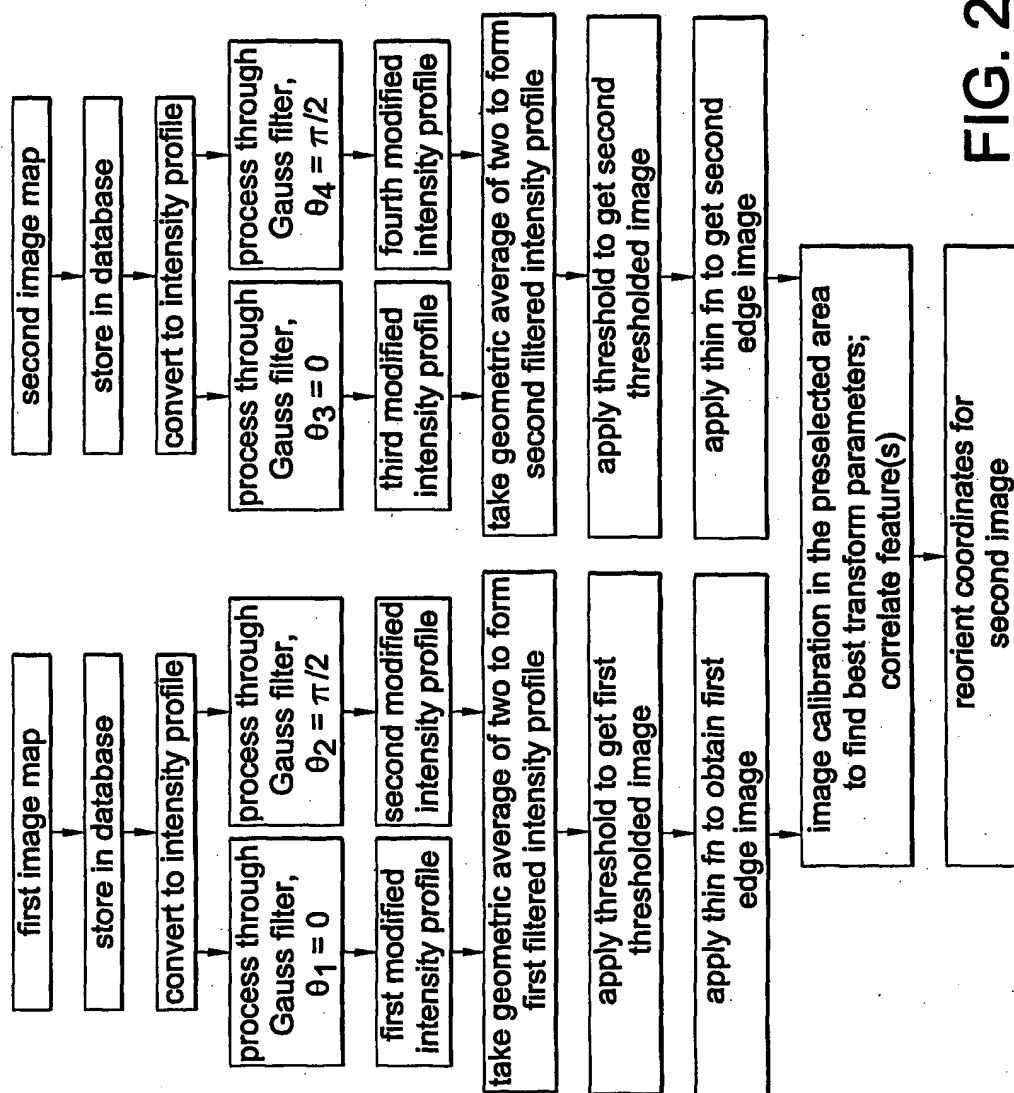 first image map
store in database
convert to intensity profile
process through
Gauss filter,
θ1 = 0
process through
Gauss filter,
θ2 = π/2
first modified
intensity profile
second modified
intensity profile
take geometric average of two to form
first filtered intensity profile
apply threshold to get first
thresholded image
apply thin fn to obtain first
edge image
second image map
store in database
convert to intensity profile
process through
Gauss filter,
θ3 = 0
process through
Gauss filter,
θ4 = π/2
third modified
intensity profile
fourth modified
intensity profile
take geometric average of two to form
second filtered intensity profile
apply threshold to get second
thresholded image
apply thin fn to get second
edge image
image calibration in the preselected area
to find best transform parameters;
correlate feature(s)
reorient coordinates for
second image
FIG. 2